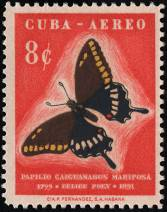 CUBA - AEREO
8¢
PAPILIO CAIGUANABUS MARIPOSA
1799 - FELIPE POEY - 1891
CIA. P. FERNANDEZ, S. A. HABANA